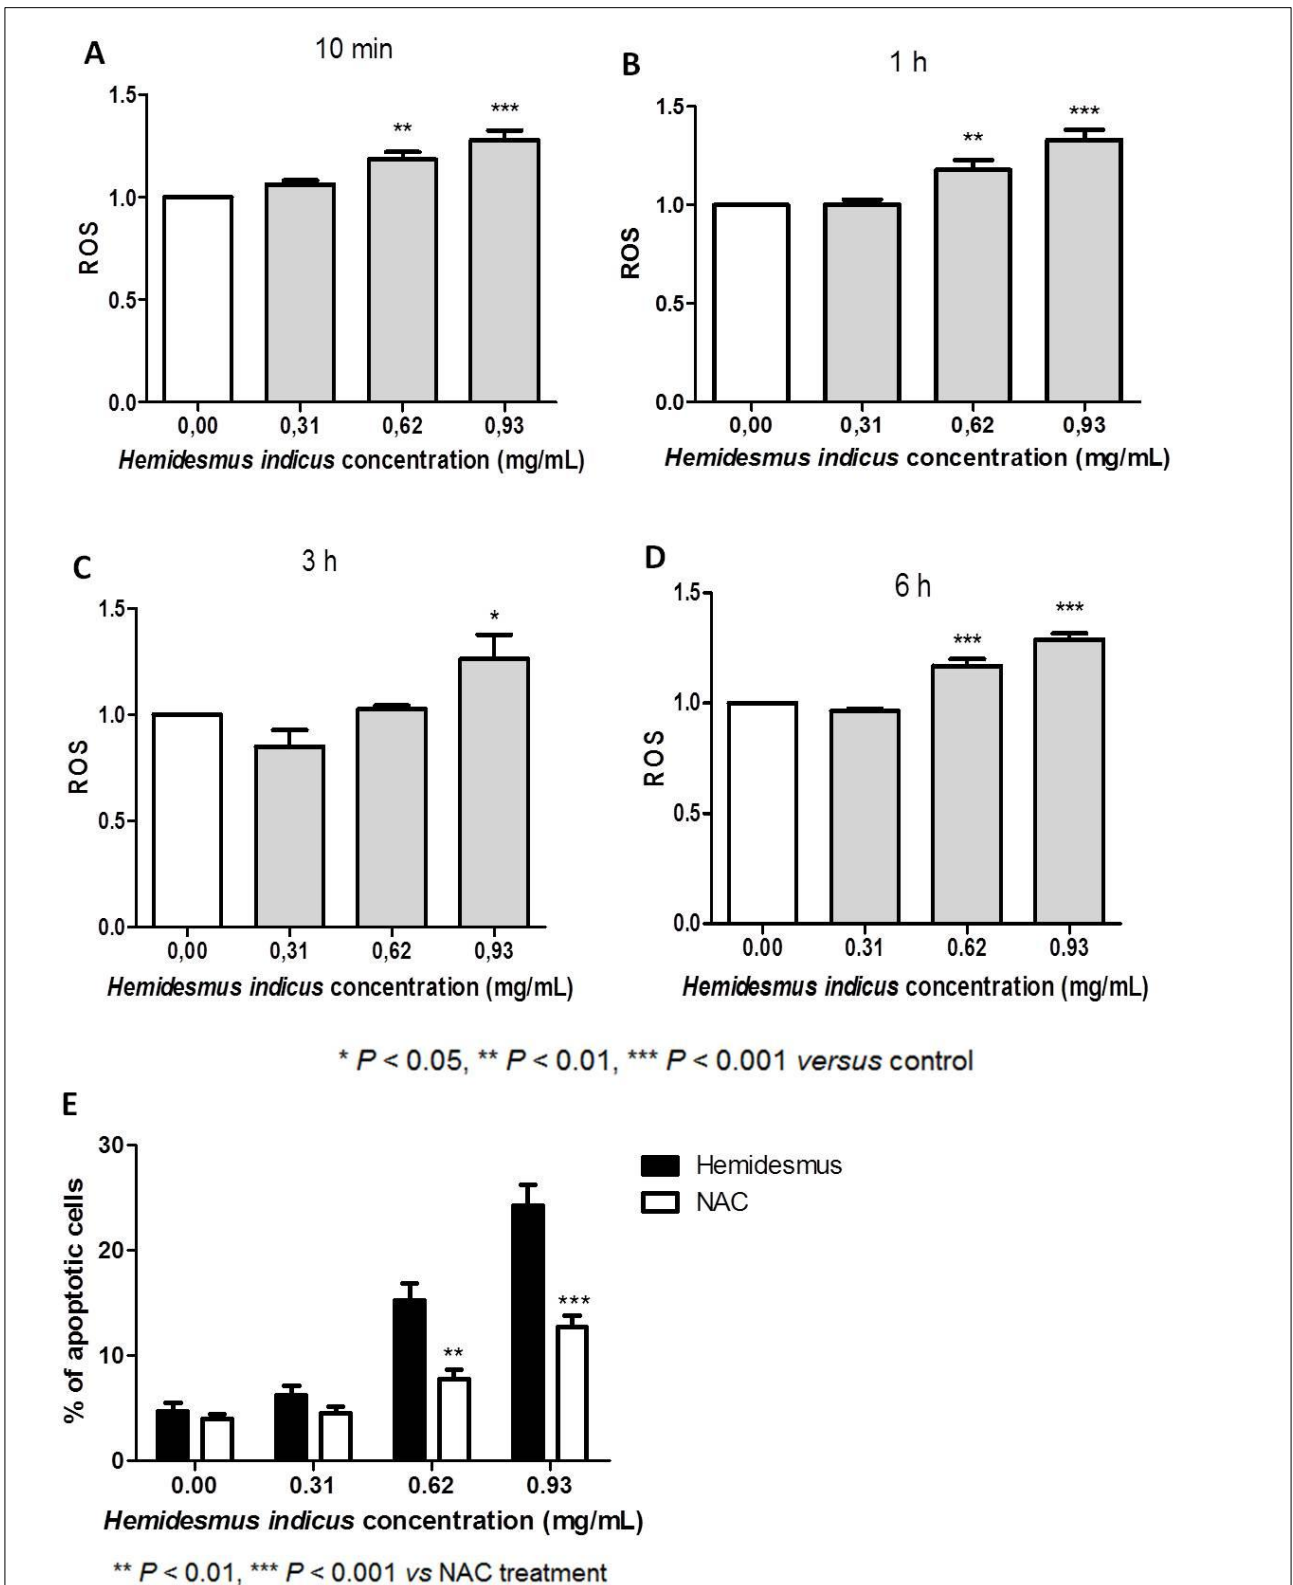 A
10 min
1.5
1.0
0.5
0.0
ROS
**
***
0,00 0,31 0,62 0,93
Hemidesmus indicus concentration (mg/mL)
B
1 h
1.5
1.0
0.5
0.0
ROS
**
***
0,00 0,31 0,62 0,93
Hemidesmus indicus concentration (mg/mL)
C
3 h
1.5
1.0
0.5
0.0
ROS
*
0,00 0,31 0,62 0,93
Hemidesmus indicus concentration (mg/mL)
D
6 h
1.5
1.0
0.5
0.0
ROS
***
***
0.00 0.31 0.62 0.93
Hemidesmus indicus concentration (mg/mL)
* P < 0.05, ** P < 0.01, *** P < 0.001 versus control
E
30
20
10
0
% of apoptotic cells
**
***
Hemidesmus
NAC
0.00 0.31 0.62 0.93
Hemidesmus indicus concentration (mg/mL)
** P < 0.01, *** P < 0.001 vs NAC treatment